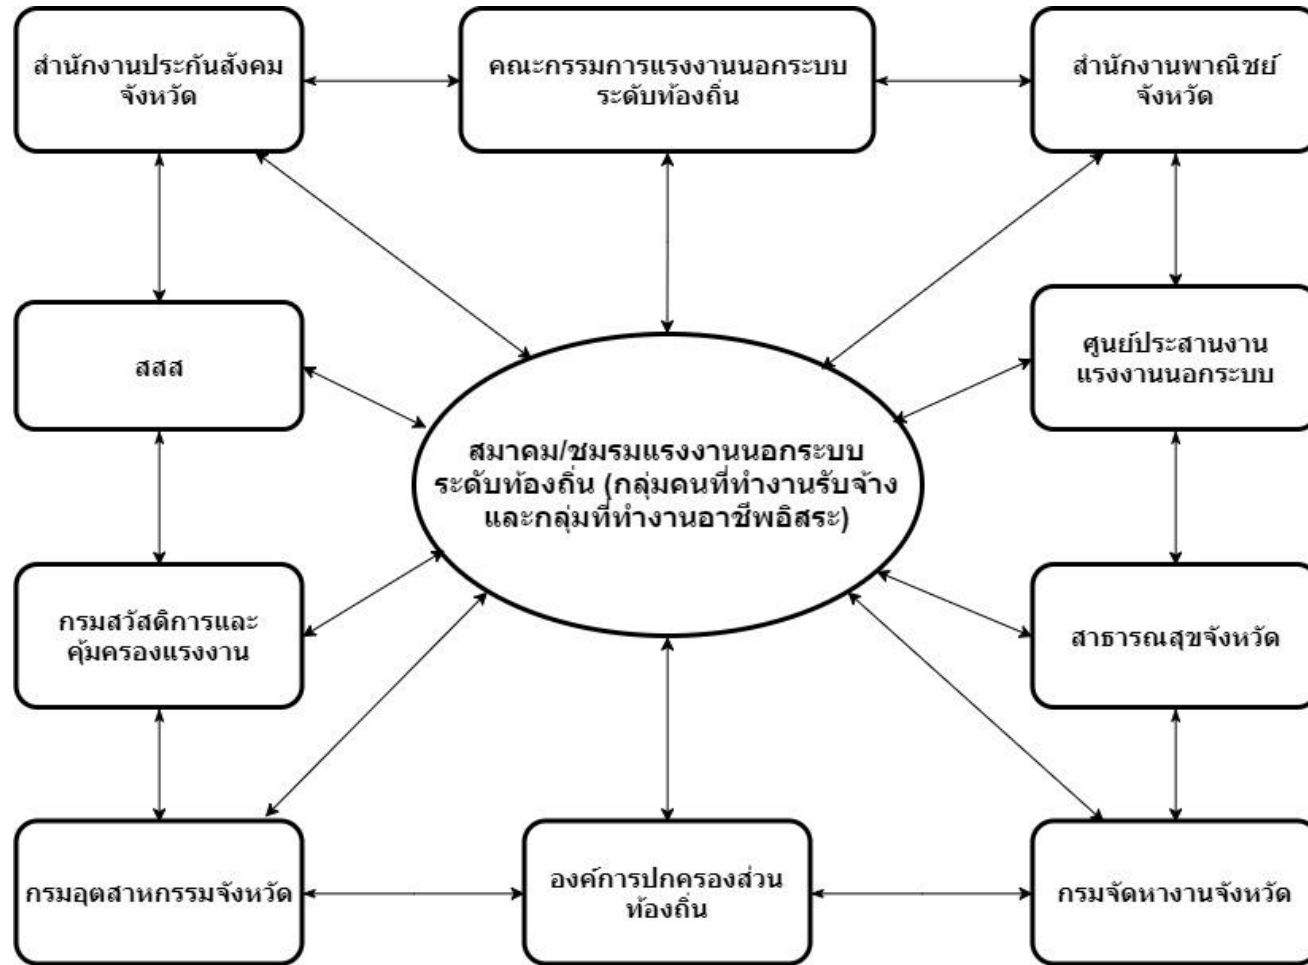 สำนักงานประกันสังคม
จังหวัด
คณะกรรมการแรงงานนอกระบบ
ระดับท้องถิ่น
สำนักงานพาณิชย์
จังหวัด
สสส
ศูนย์ประสานงาน
แรงงานนอกระบบ
สมาคม/ชมรมแรงงานนอกระบบ
ระดับท้องถิ่น (กลุ่มคนที่ทำงานรับจ้าง
และกลุ่มที่ทำงานอาชีพอิสระ)
กรมสวัสดิการและ
คุ้มครองแรงงาน
สาธารณสุขจังหวัด
กรมอุตสาหกรรมจังหวัด
องค์การปกครองส่วน
ท้องถิ่น
กรมจัดหางานจังหวัด